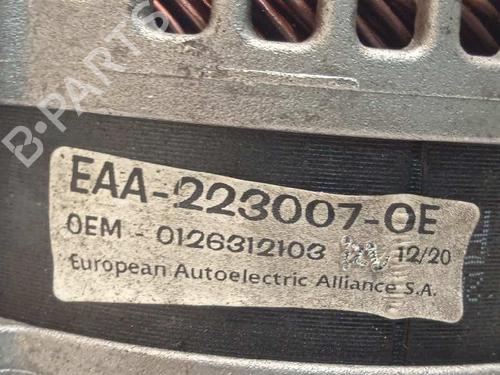 B-PARTS
EAA-223007-OE
OEM - 0126312103 12/20
European Autoelectric Alliance S.A.